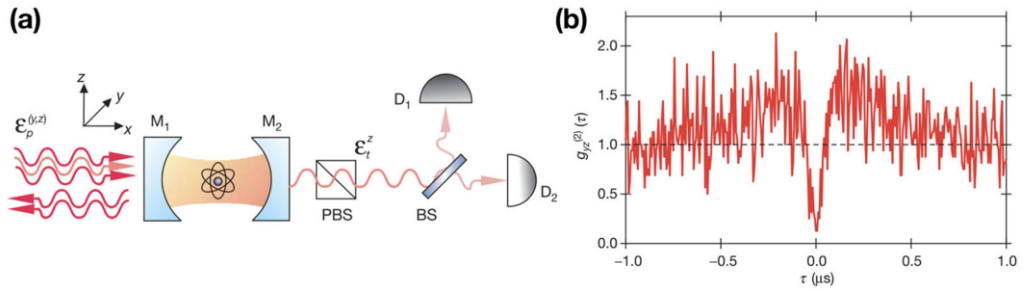 (a)
z
y
x
ε_p^(y,z)
M₁
M₂
ε_t^z
PBS
BS
D₁
D₂
(b)
g_yz^(2)(τ)
2.0
1.5
1.0
0.5
0.0
−1.0
−0.5
0.0
0.5
1.0
τ (μs)